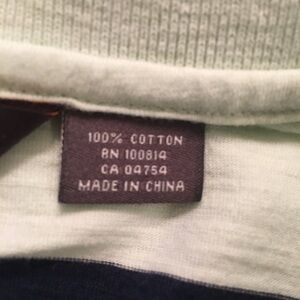 100% COTTON
RN 100814
CA 04754
MADE IN CHINA